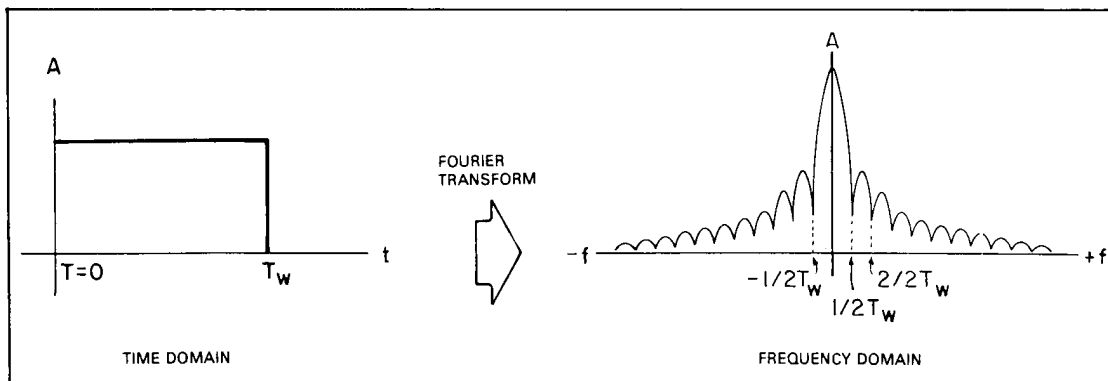 A
T=0
Tw
t
TIME DOMAIN
FOURIER
TRANSFORM
A
-f
+f
-1/2Tw
1/2Tw
2/2Tw
FREQUENCY DOMAIN